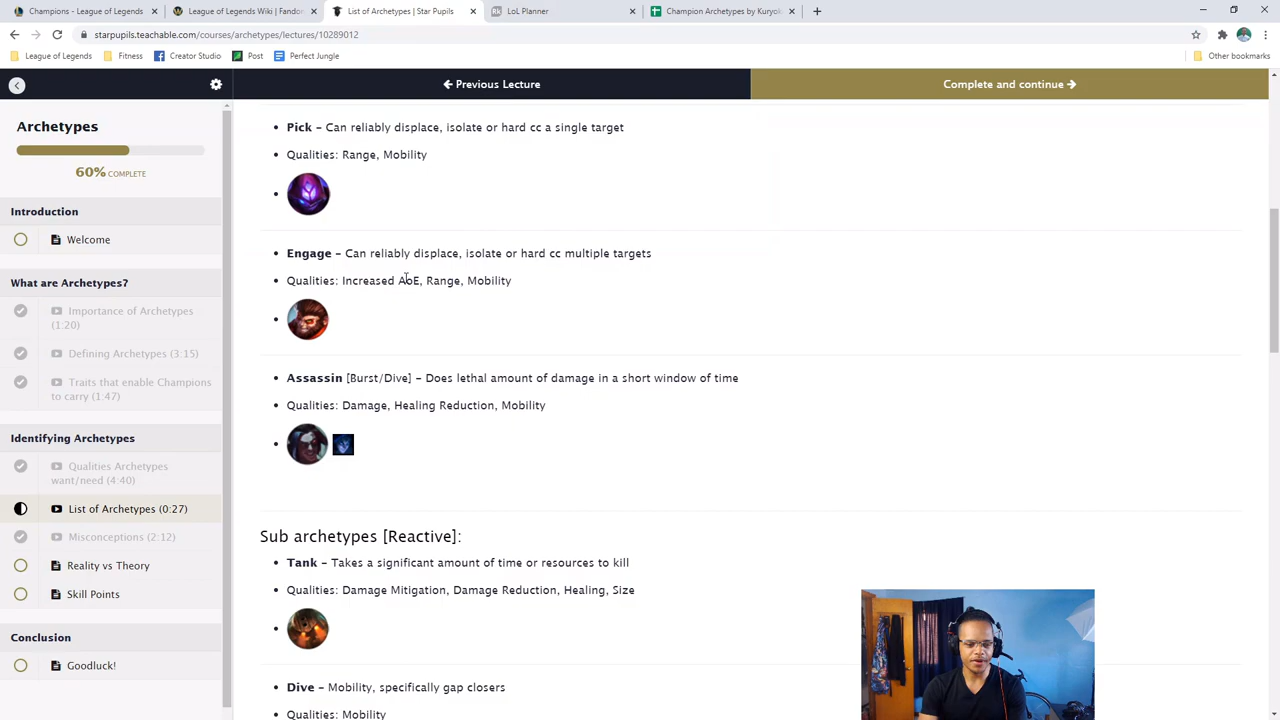 Champions - League of Legends
League of Legends Wiki | Fandom
List of Archetypes | Star Pupils
LoL Planner
Champion Archetypes by Kuryok
starpupils.teachable.com/courses/archetypes/lectures/10289012
League of Legends
Fitness
Creator Studio
Post
Perfect Jungle
Other bookmarks
Previous Lecture
Complete and continue
Archetypes
60% COMPLETE
Introduction
Welcome
What are Archetypes?
Importance of Archetypes
(1:20)
Defining Archetypes (3:15)
Traits that enable Champions
to carry (1:47)
Identifying Archetypes
Qualities Archetypes
want/need (4:40)
List of Archetypes (0:27)
Misconceptions (2:12)
Reality vs Theory
Skill Points
Conclusion
Goodluck!
Pick – Can reliably displace, isolate or hard cc a single target
Qualities: Range, Mobility
Engage – Can reliably displace, isolate or hard cc multiple targets
Qualities: Increased AoE, Range, Mobility
Assassin [Burst/Dive] – Does lethal amount of damage in a short window of time
Qualities: Damage, Healing Reduction, Mobility
Sub archetypes [Reactive]:
Tank – Takes a significant amount of time or resources to kill
Qualities: Damage Mitigation, Damage Reduction, Healing, Size
Dive – Mobility, specifically gap closers
Qualities: Mobility